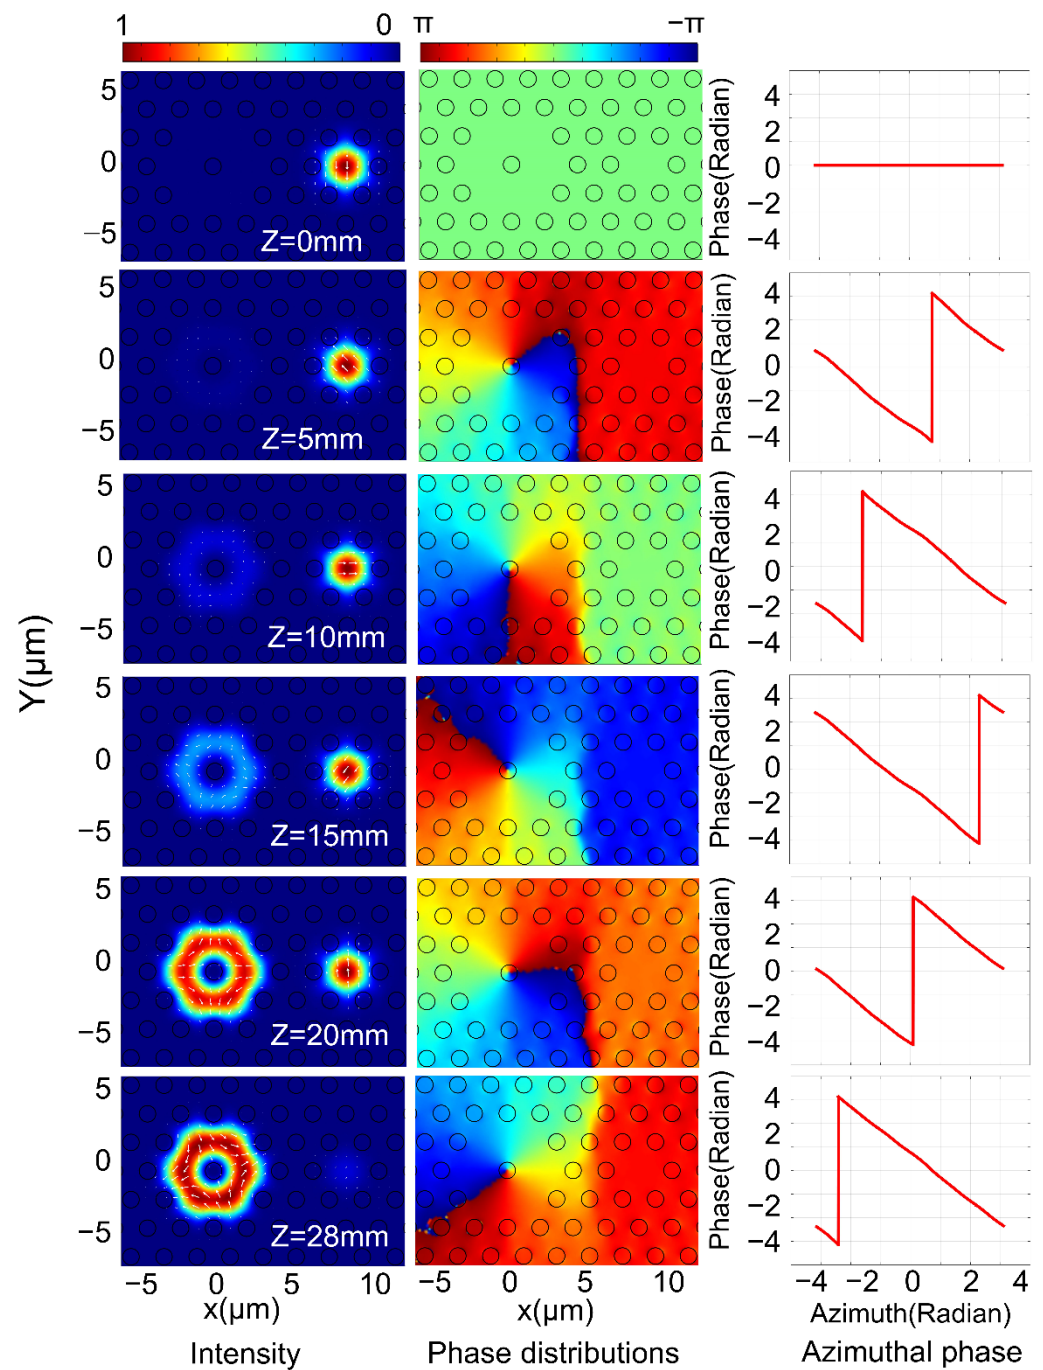 1 0 π −π
5
0
−5
Z=0mm
Phase(Radian)
4
2
0
−2
−4
5
0
−5
Z=5mm
Phase(Radian)
4
2
0
−2
−4
5
0
−5
Z=10mm
Phase(Radian)
4
2
0
−2
−4
Y(μm)
5
0
−5
Z=15mm
Phase(Radian)
4
2
0
−2
−4
5
0
−5
Z=20mm
Phase(Radian)
4
2
0
−2
−4
5
0
−5
Z=28mm
Phase(Radian)
4
2
0
−2
−4
−5 0 5 10 −5 0 5 10 −4 −2 0 2 4
x(μm) x(μm) Azimuth(Radian)
Intensity Phase distributions Azimuthal phase